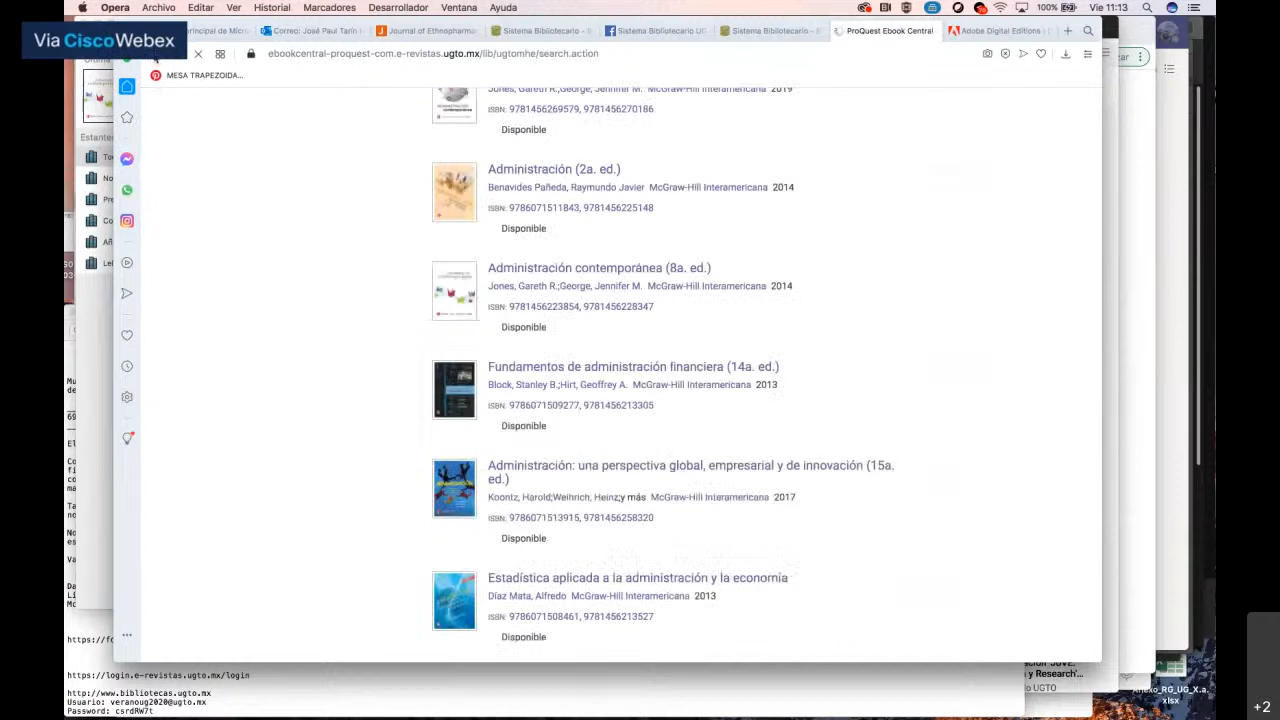 Opera Archivo Editar Ver Historial Marcadores Desarrollador Ventana Ayuda 100% Vie 11:13
Via CiscoWebex
Correo: José Paul Tarín Journal of Ethnopharm Sistema Bibliotecario - Sistema Bibliotecario UG Sistema Bibliotecario - ProQuest Ebook Central Adobe Digital Editions
ebookcentral-proquest-com.e-revistas.ugto.mx/lib/ugtomhe/search.action
MESA TRAPEZOIDA...
Jones, Gareth R.;George, Jennifer M. McGraw-Hill Interamericana 2019
ISBN: 9781456269579, 9781456270186
Disponible
Administración (2a. ed.)
Benavides Pañeda, Raymundo Javier McGraw-Hill Interamericana 2014
ISBN: 9786071511843, 9781456225148
Disponible
Administración contemporánea (8a. ed.)
Jones, Gareth R.;George, Jennifer M. McGraw-Hill Interamericana 2014
ISBN: 9781456223854, 9781456228347
Disponible
Fundamentos de administración financiera (14a. ed.)
Block, Stanley B.;Hirt, Geoffrey A. McGraw-Hill Interamericana 2013
ISBN: 9786071509277, 9781456213305
Disponible
Administración: una perspectiva global, empresarial y de innovación (15a.
ed.)
Koontz, Harold;Weihrich, Heinz;y más McGraw-Hill Interamericana 2017
ISBN: 9786071513915, 9781456258320
Disponible
Estadística aplicada a la administración y la economía
Díaz Mata, Alfredo McGraw-Hill Interamericana 2013
ISBN: 9786071508461, 9781456213527
Disponible
https://login.e-revistas.ugto.mx/login
http://www.bibliotecas.ugto.mx
Usuario: veranoug2020@ugto.mx
Password: csrdRW7t
y Research'...
UGTO
Anexo_RG_UG_X.a.
xlsx
+2